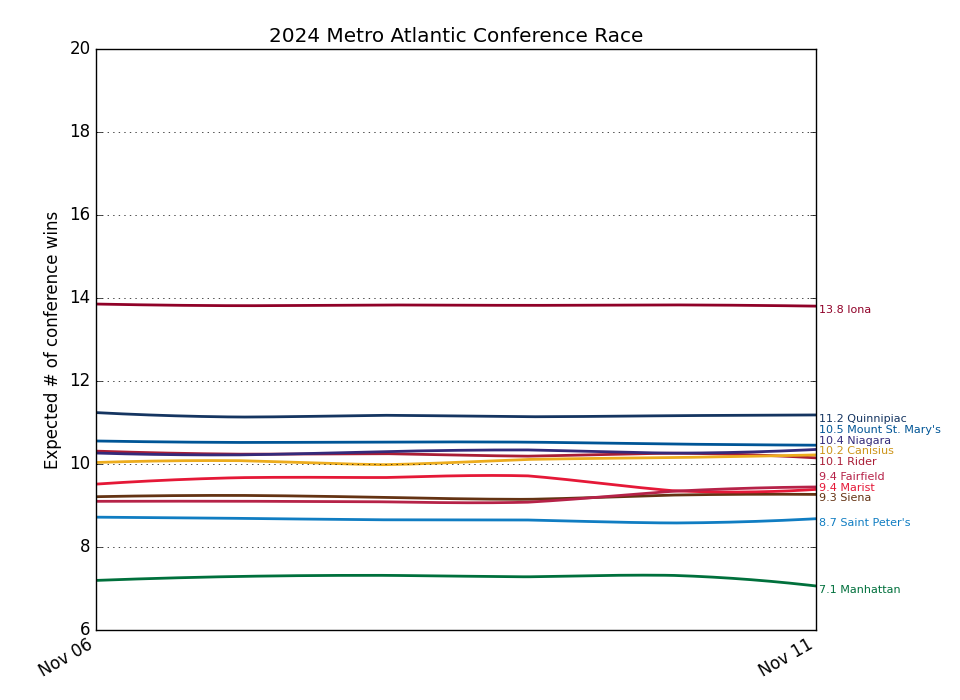 2024 Metro Atlantic Conference Race
Expected # of conference wins
20
18
16
14
12
10
8
6
13.8 Iona
11.2 Quinnipiac
10.5 Mount St. Mary's
10.4 Niagara
10.2 Canisius
10.1 Rider
9.4 Fairfield
9.4 Marist
9.3 Siena
8.7 Saint Peter's
7.1 Manhattan
Nov 06
Nov 11